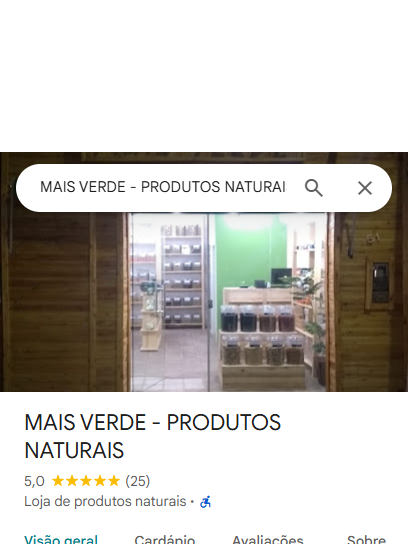 MAIS VERDE - PRODUTOS NATURAI
MAIS VERDE - PRODUTOS
NATURAIS
5,0 (25)
Loja de produtos naturais ·
Visão geral Cardápio Avaliações Sobre